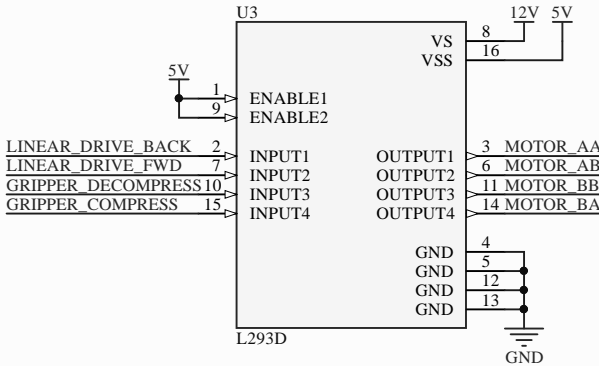 U3
12V 5V
8 VS
16 VSS
5V
1 ENABLE1
9 ENABLE2
LINEAR_DRIVE_BACK 2 INPUT1 OUTPUT1 3 MOTOR_AA
LINEAR_DRIVE_FWD 7 INPUT2 OUTPUT2 6 MOTOR_AB
GRIPPER_DECOMPRESS 10 INPUT3 OUTPUT3 11 MOTOR_BB
GRIPPER_COMPRESS 15 INPUT4 OUTPUT4 14 MOTOR_BA
GND 4
GND 5
GND 12
GND 13
L293D
GND